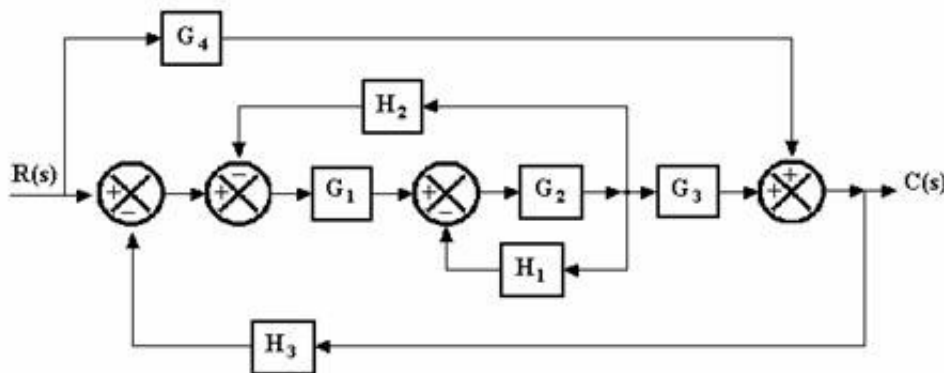 G₄
H₂
R(s) + − − + G₁ + − G₂ G₃ + + C(s)
H₁
H₃